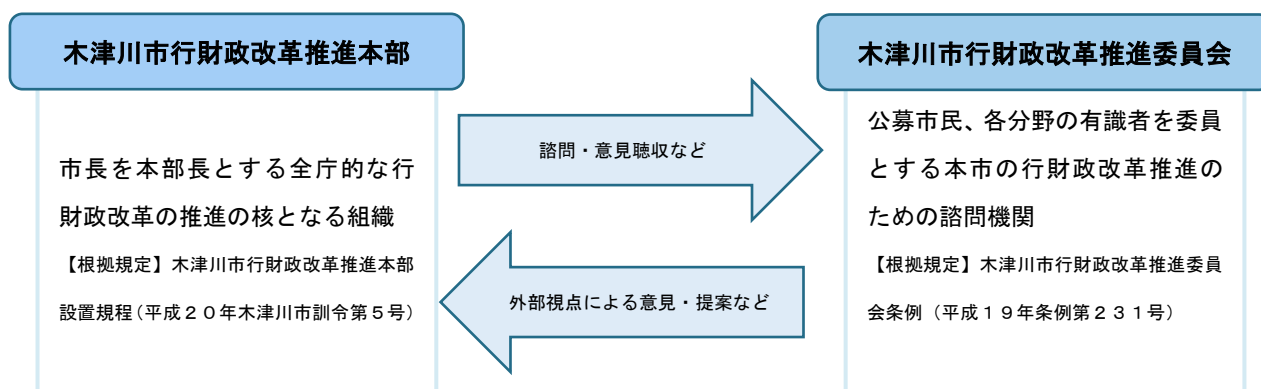 木津川市行財政改革推進本部
市長を本部長とする全庁的な行
財政改革の推進の核となる組織
【根拠規定】木津川市行財政改革推進本部
設置規程(平成２０年木津川市訓令第５号)
諮問・意見聴収など
外部視点による意見・提案など
木津川市行財政改革推進委員会
公募市民、各分野の有識者を委員
とする本市の行財政改革推進の
ための諮問機関
【根拠規定】木津川市行財政改革推進委員
会条例（平成１９年条例第２３１号）